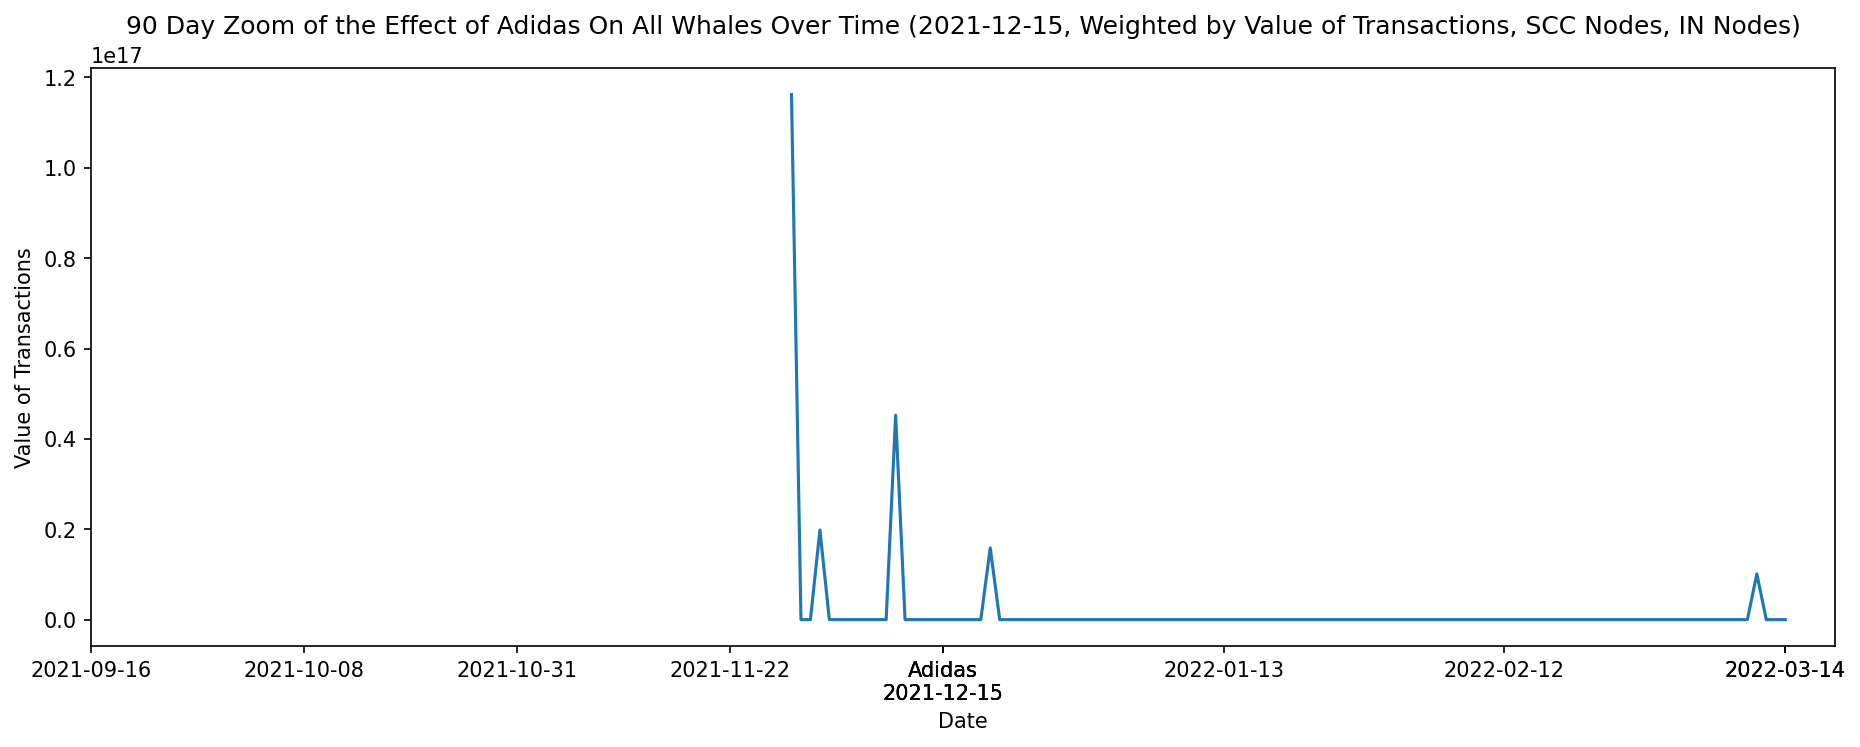 90 Day Zoom of the Effect of Adidas On All Whales Over Time (2021-12-15, Weighted by Value of Transactions, SCC Nodes, IN Nodes)
1e17
1.2
1.0
0.8
0.6
0.4
0.2
0.0
Value of Transactions
2021-09-16 2021-10-08 2021-10-31 2021-11-22 Adidas 2022-01-13 2022-02-12 2022-03-14
2021-12-15
Date